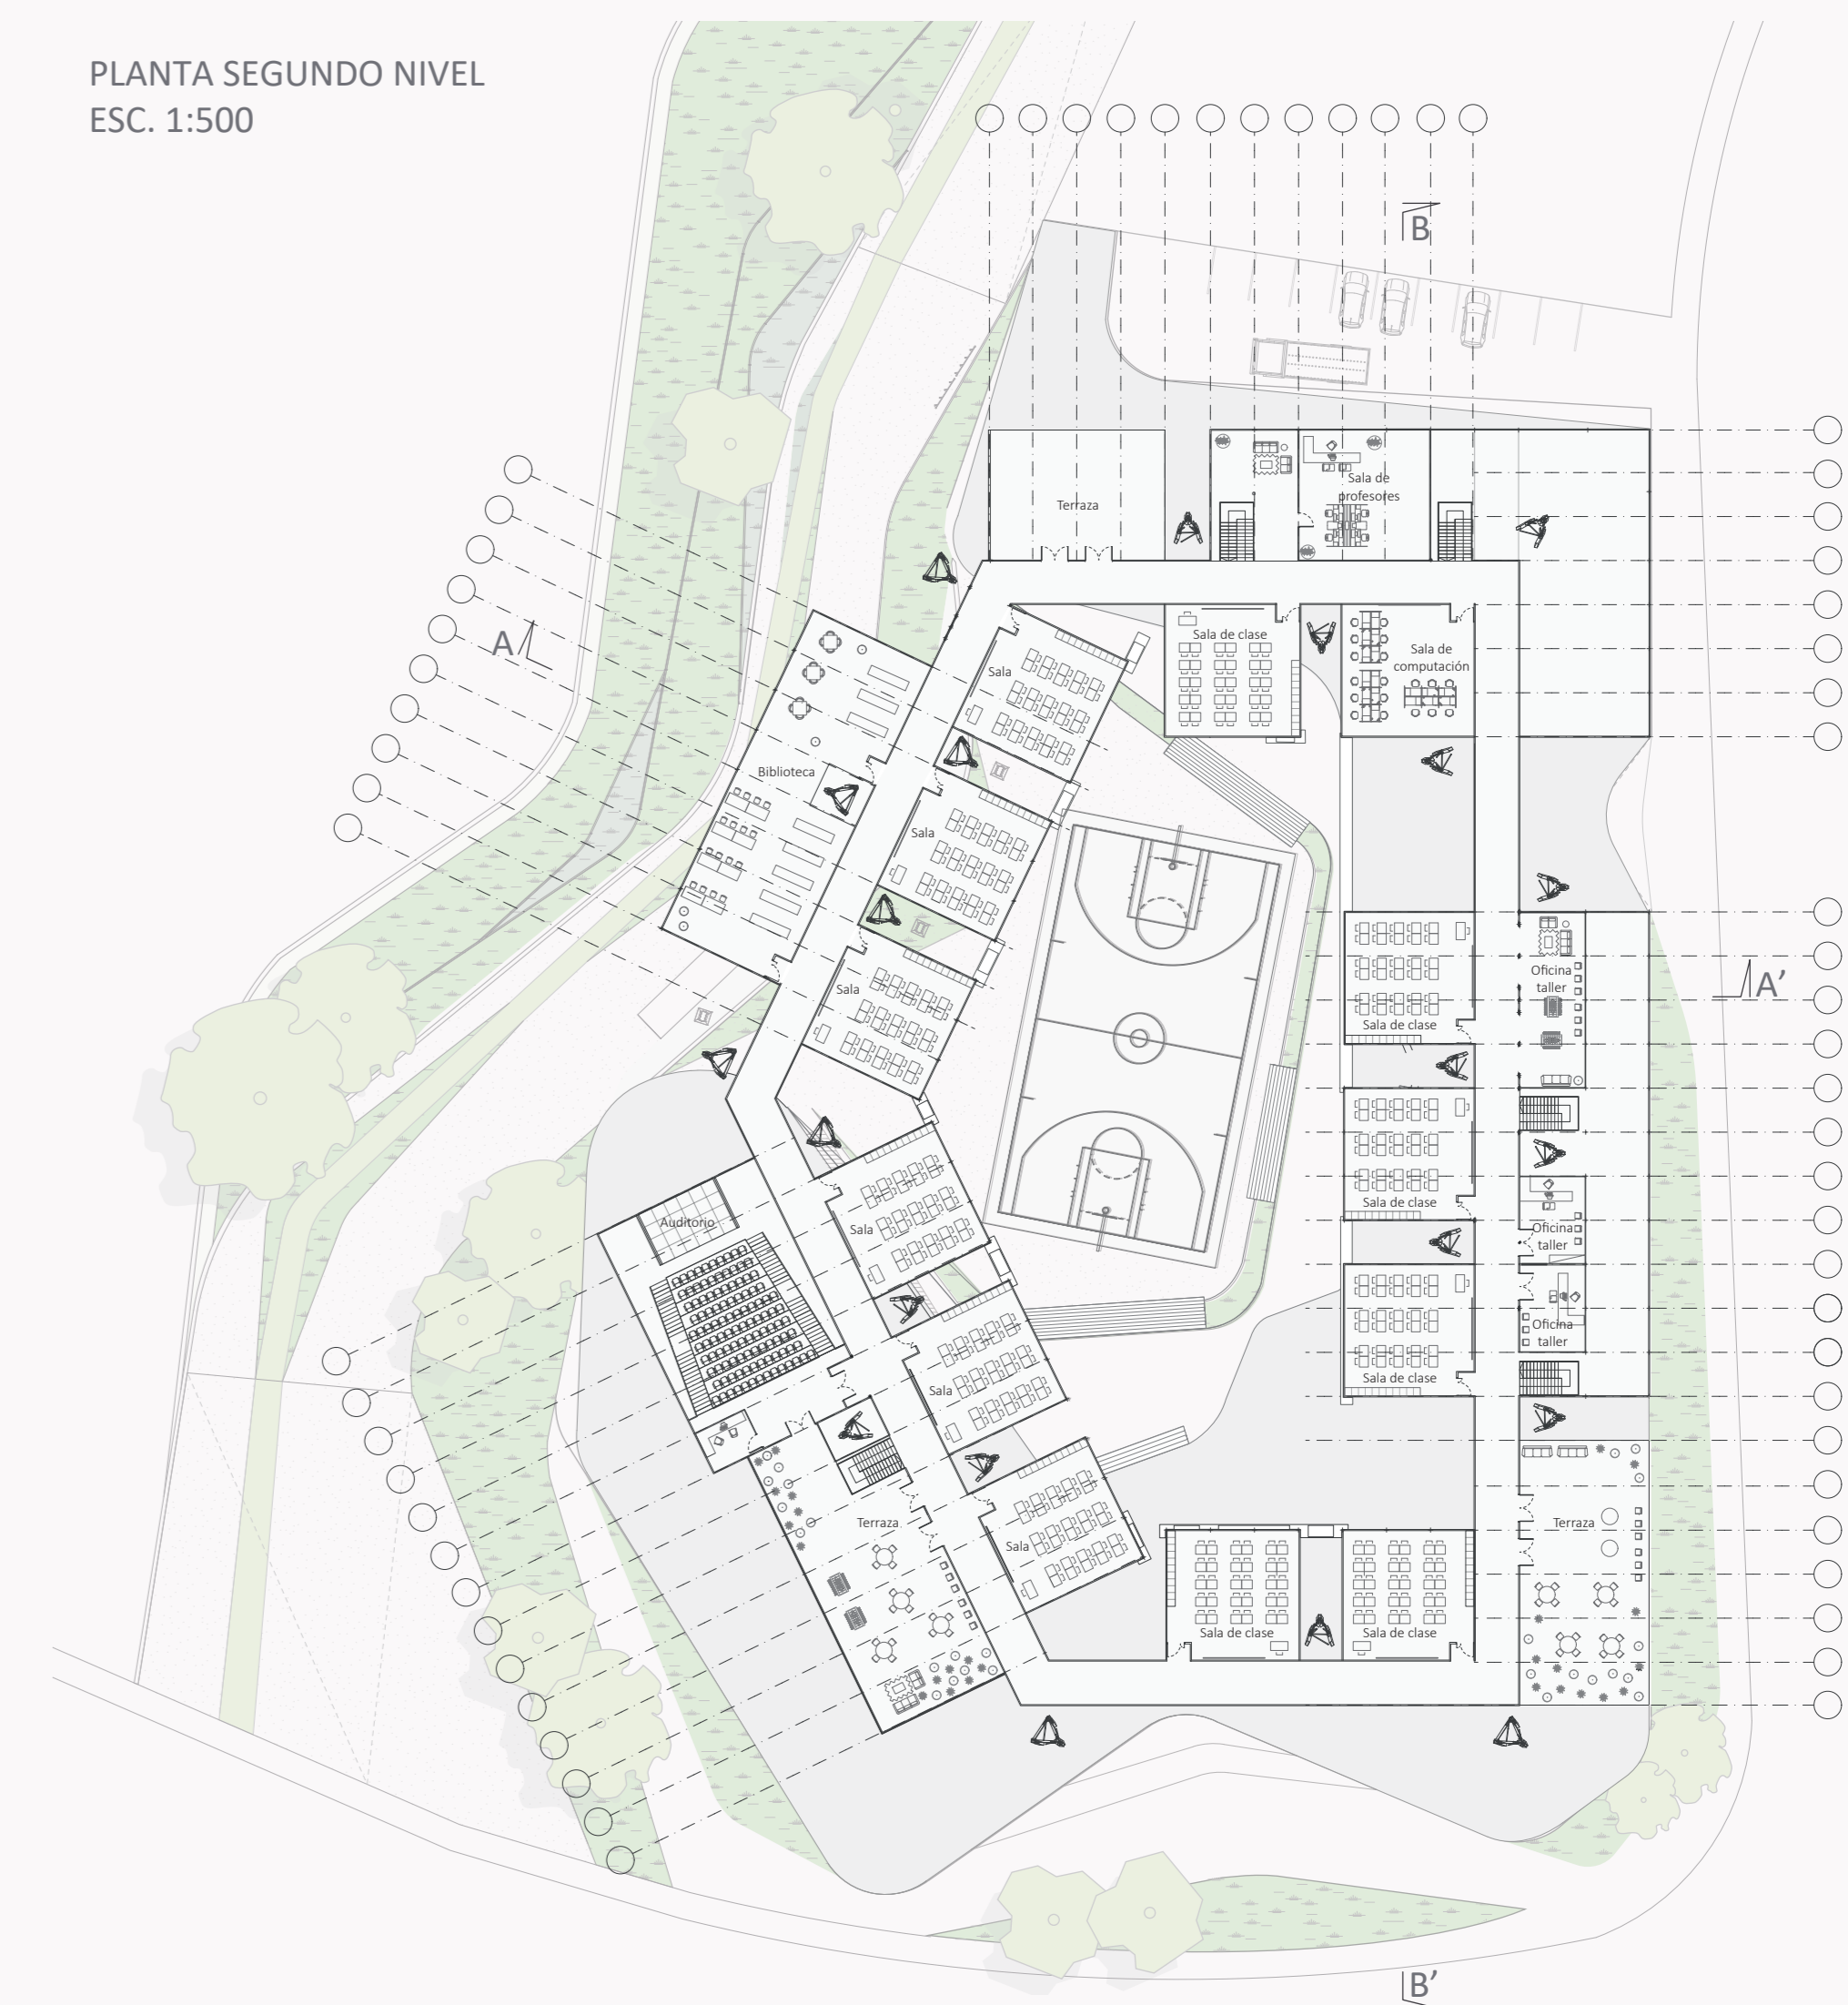 PLANTA SEGUNDO NIVEL
ESC. 1:500
B
Terraza
Sala de
profesores
A
Sala de clase
Sala de
computación
Sala
Biblioteca
Sala
Oficina
taller
A’
Sala
Sala de clase
Auditorio
Sala
Sala de clase
Oficina
taller
Oficina
taller
Sala de clase
Sala
Terraza
Terraza
Sala
Sala de clase
Sala de clase
B’